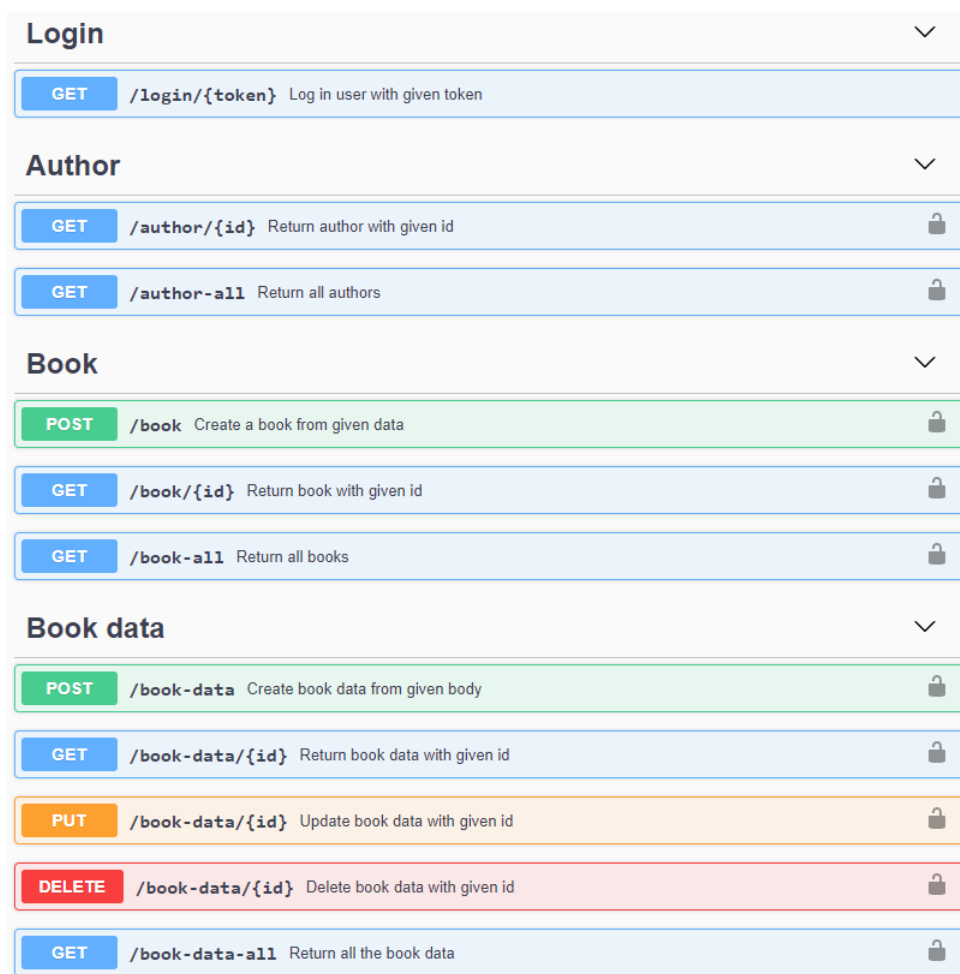 Login
GET /login/{token} Log in user with given token
Author
GET /author/{id} Return author with given id
GET /author-all Return all authors
Book
POST /book Create a book from given data
GET /book/{id} Return book with given id
GET /book-all Return all books
Book data
POST /book-data Create book data from given body
GET /book-data/{id} Return book data with given id
PUT /book-data/{id} Update book data with given id
DELETE /book-data/{id} Delete book data with given id
GET /book-data-all Return all the book data